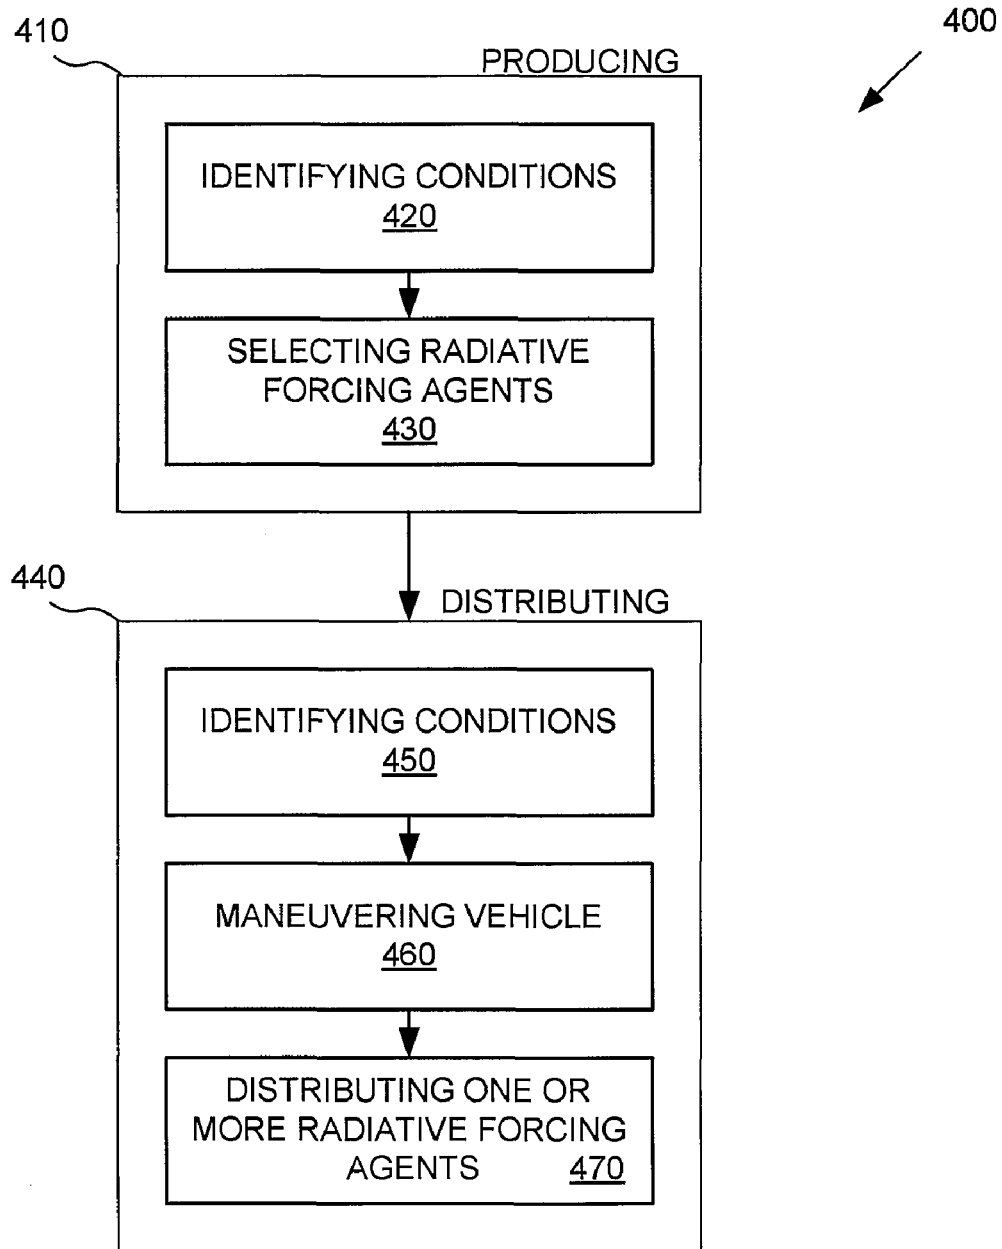 400
410
PRODUCING
IDENTIFYING CONDITIONS
420
SELECTING RADIATIVE
FORCING AGENTS
430
440
DISTRIBUTING
IDENTIFYING CONDITIONS
450
MANEUVERING VEHICLE
460
DISTRIBUTING ONE OR
MORE RADIATIVE FORCING
AGENTS 470